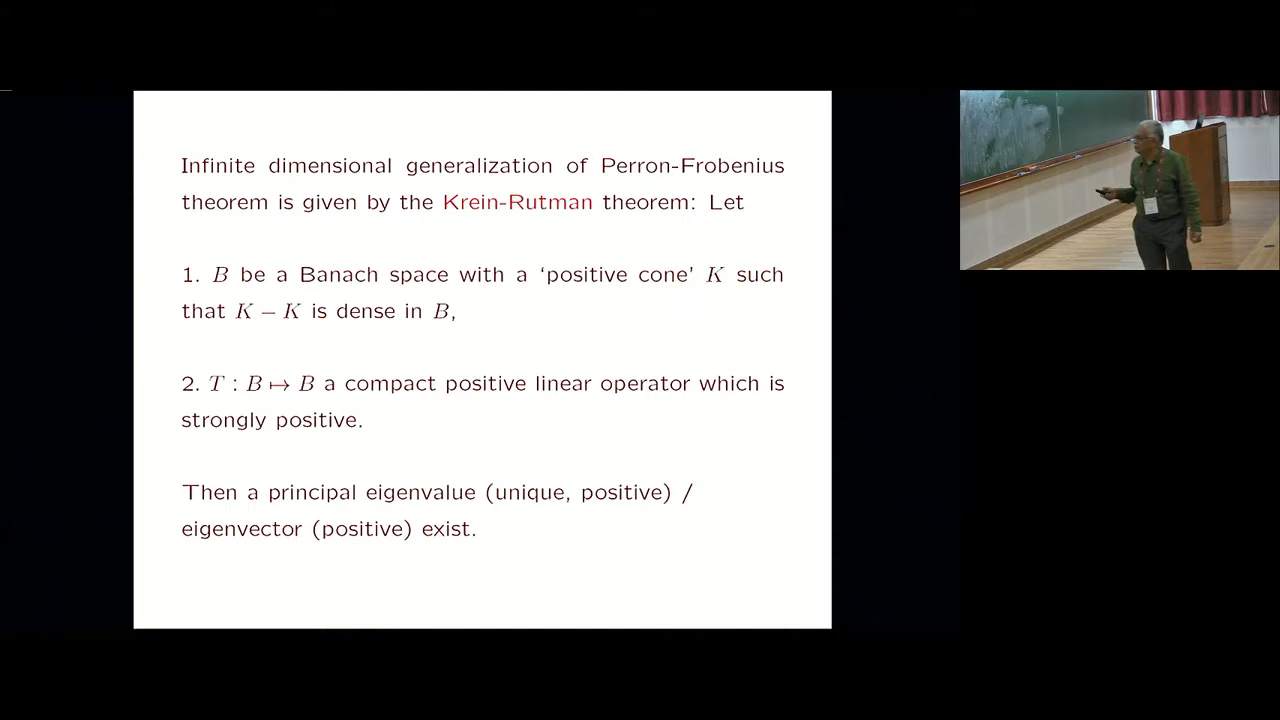 Infinite dimensional generalization of Perron-Frobenius
theorem is given by the Krein-Rutman theorem: Let
1. B be a Banach space with a ‘positive cone’ K such
that K − K is dense in B,
2. T : B ↦ B a compact positive linear operator which is
strongly positive.
Then a principal eigenvalue (unique, positive) /
eigenvector (positive) exist.